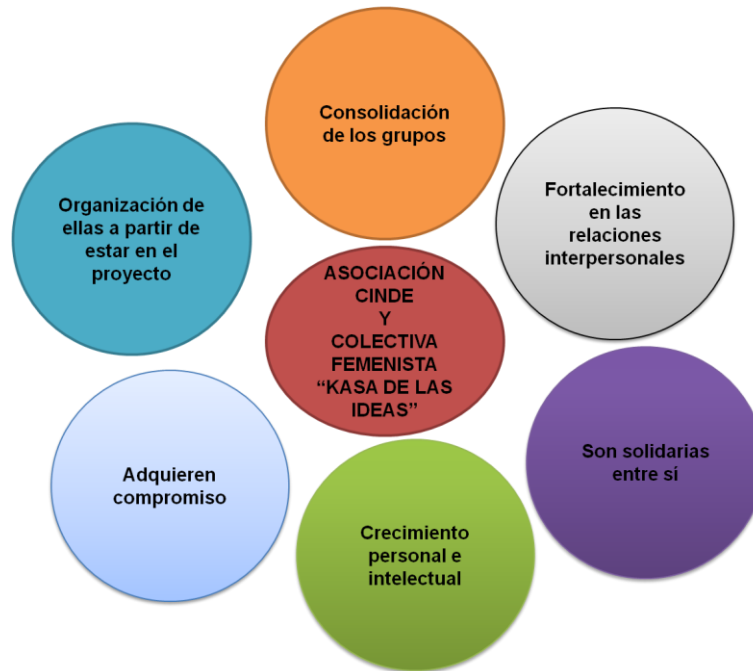 Consolidación
de los grupos
Fortalecimiento
en las
relaciones
interpersonales
Son solidarias
entre sí
Crecimiento
personal e
intelectual
Adquieren
compromiso
Organización de
ellas a partir de
estar en el
proyecto
ASOCIACIÓN
CINDE
Y
COLECTIVA
FEMENISTA
“KASA DE LAS
IDEAS”